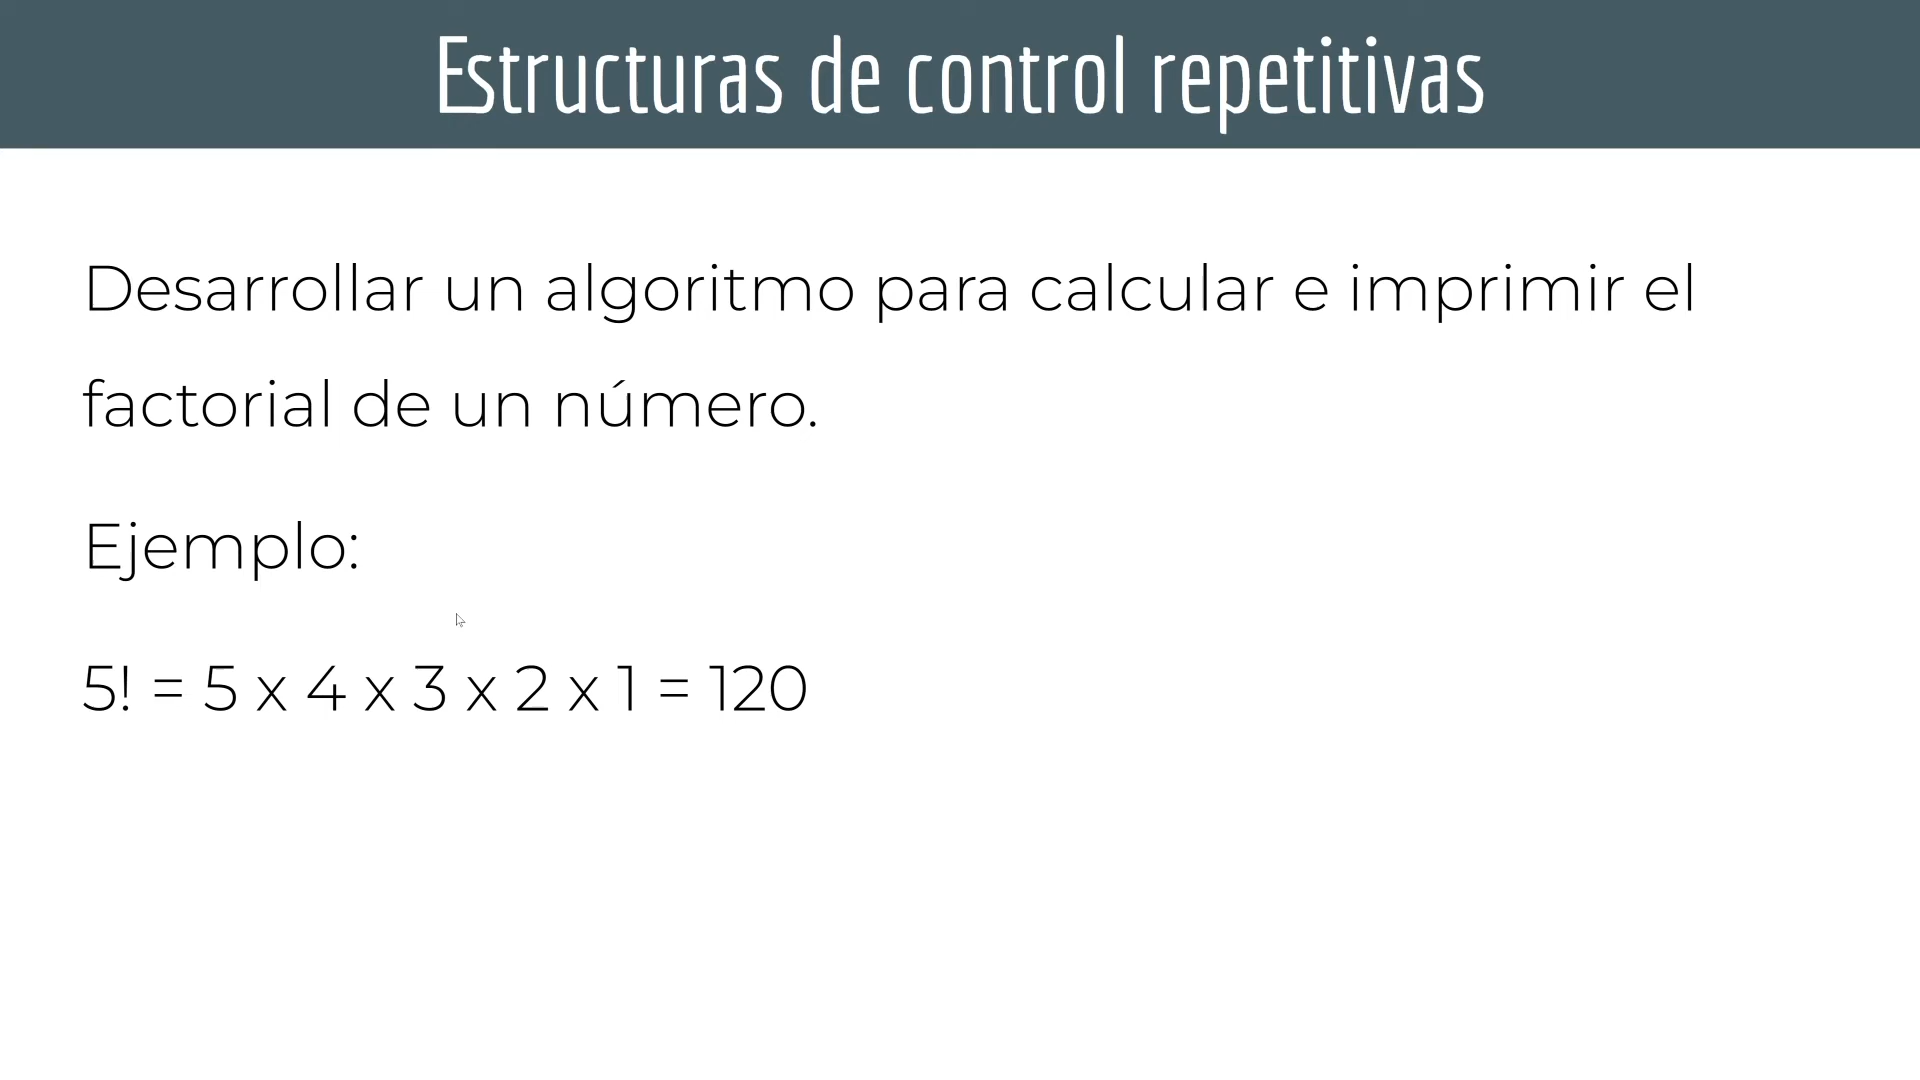 Estructuras de control repetitivas
Desarrollar un algoritmo para calcular e imprimir el
factorial de un número.
Ejemplo:
5! = 5 x 4 x 3 x 2 x 1 = 120